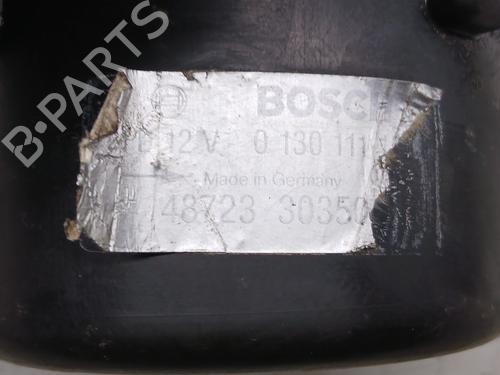 B-PARTS
BOSCH
12 V 0 130 111
Made in Germany
48723 30350